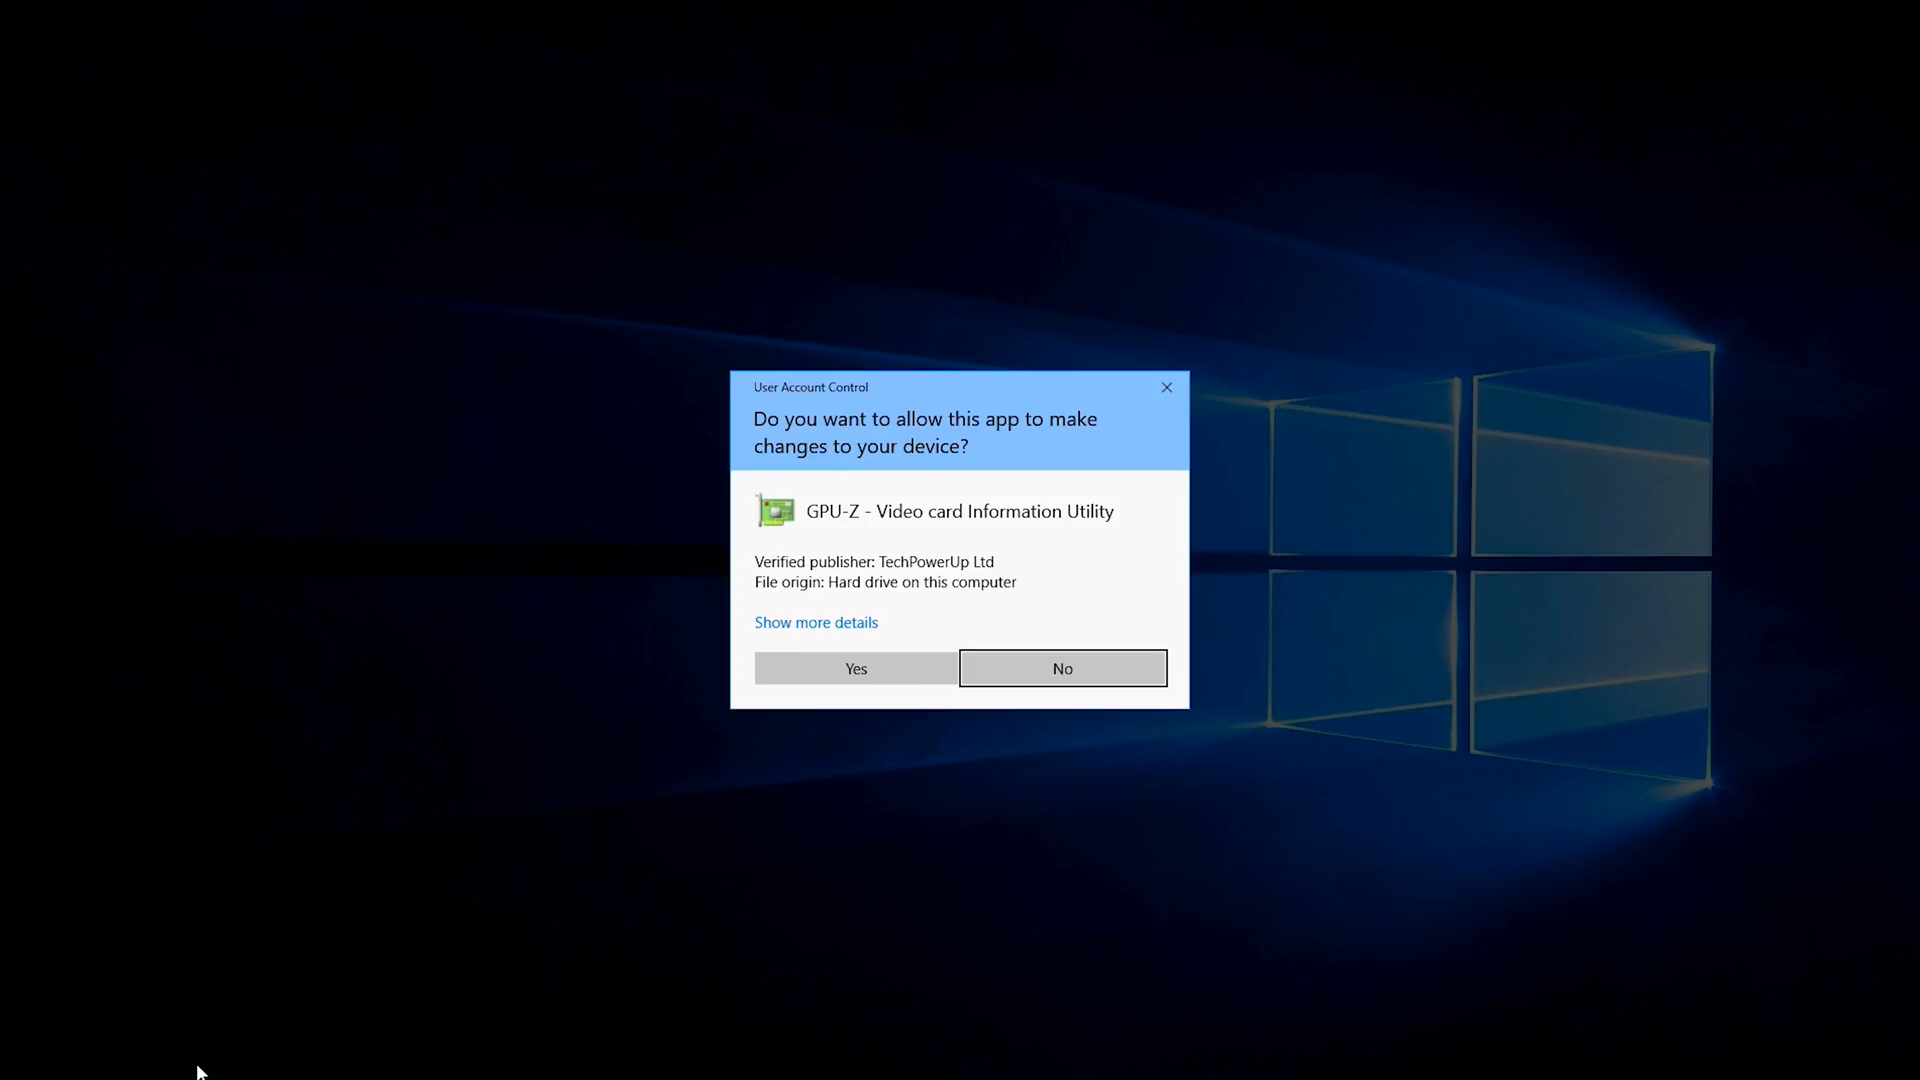 User Account Control
Do you want to allow this app to make
changes to your device?
GPU-Z - Video card Information Utility
Verified publisher: TechPowerUp Ltd
File origin: Hard drive on this computer
Show more details
Yes
No